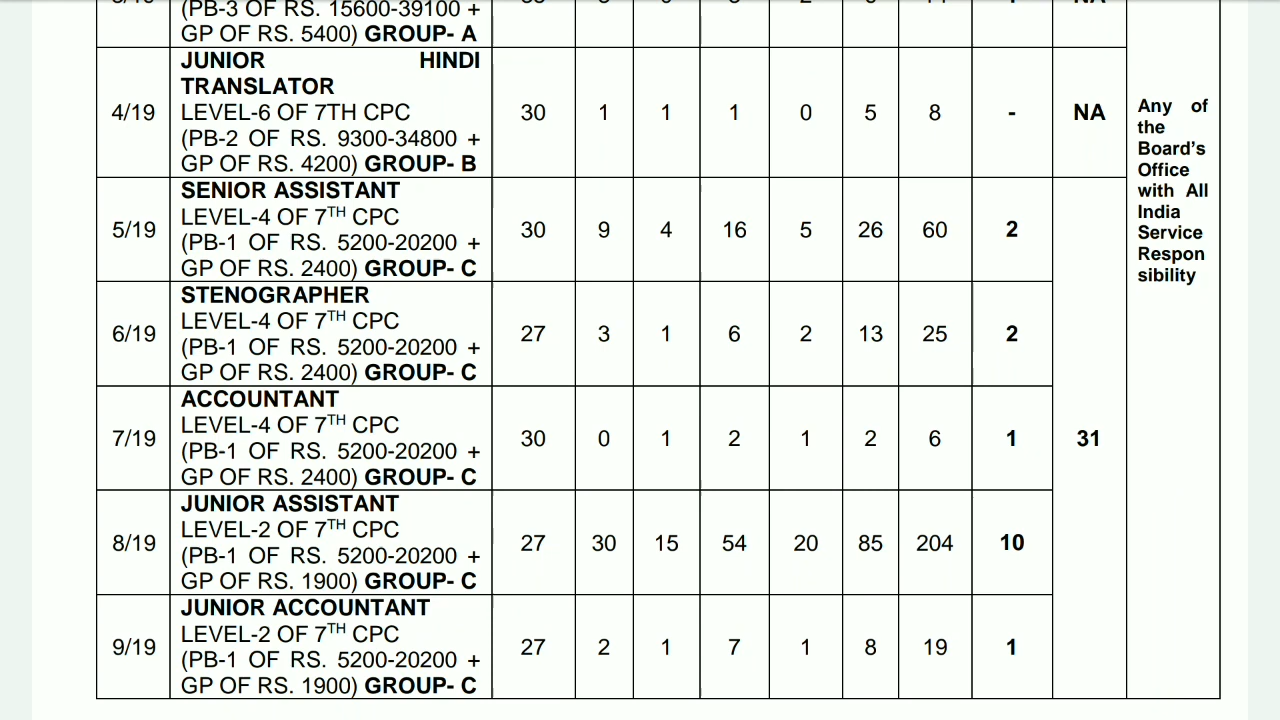 (PB-3 OF RS. 15600-39100 +
GP OF RS. 5400) GROUP- A
4/19
JUNIOR HINDI
TRANSLATOR
LEVEL-6 OF 7TH CPC
(PB-2 OF RS. 9300-34800 +
GP OF RS. 4200) GROUP- B
30 1 1 1 0 5 8 - NA
Any of
the
Board's
Office
with All
India
Service
Respon
sibility
5/19
SENIOR ASSISTANT
LEVEL-4 OF 7TH CPC
(PB-1 OF RS. 5200-20200 +
GP OF RS. 2400) GROUP- C
30 9 4 16 5 26 60 2
6/19
STENOGRAPHER
LEVEL-4 OF 7TH CPC
(PB-1 OF RS. 5200-20200 +
GP OF RS. 2400) GROUP- C
27 3 1 6 2 13 25 2
7/19
ACCOUNTANT
LEVEL-4 OF 7TH CPC
(PB-1 OF RS. 5200-20200 +
GP OF RS. 2400) GROUP- C
30 0 1 2 1 2 6 1 31
8/19
JUNIOR ASSISTANT
LEVEL-2 OF 7TH CPC
(PB-1 OF RS. 5200-20200 +
GP OF RS. 1900) GROUP- C
27 30 15 54 20 85 204 10
9/19
JUNIOR ACCOUNTANT
LEVEL-2 OF 7TH CPC
(PB-1 OF RS. 5200-20200 +
GP OF RS. 1900) GROUP- C
27 2 1 7 1 8 19 1